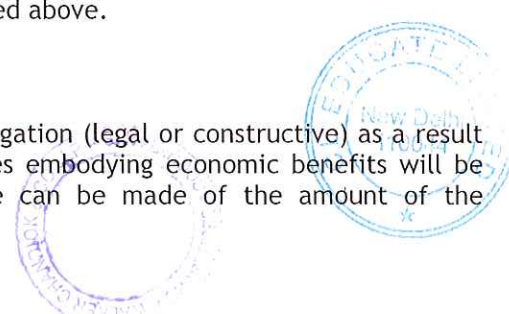 ed above.
gation (legal or constructive) as a result
es embodying economic benefits will be
e can be made of the amount of the
New Delhi